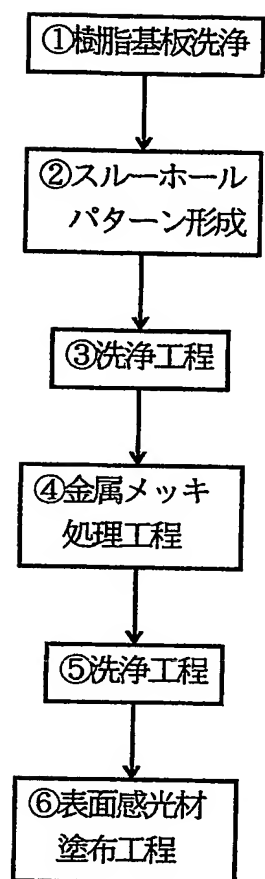 ①樹脂基板洗浄
②スルーホール
パターン形成
③洗浄工程
④金属メッキ
処理工程
⑤洗浄工程
⑥表面感光材
塗布工程